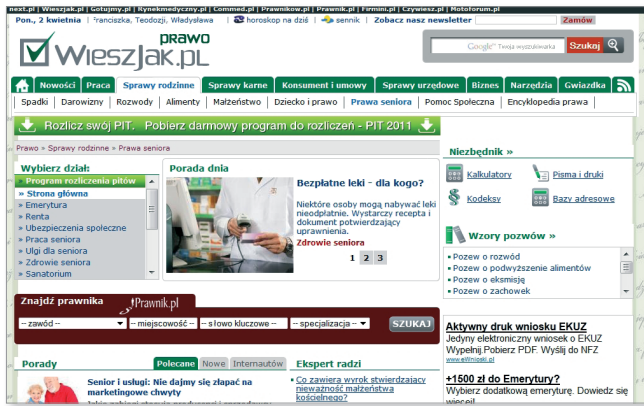 next.pl | Wieszjak.pl | Gotujmy.pl | Rynekmedyczny.pl | Commed.pl | Prawnikow.pl | Prawnik.pl | Firmin.pl | Czywiesz.pl | Motoforum.pl
Pon., 2 kwietnia | Franciszka, Teodozji, Władysława | horoskop na dziś | sennik | Zobacz nasz newsletter Zamów
prawo
WieszJak.pL
Google™ Twoja wyszukiwarka Szukaj
Nowości Praca Sprawy rodzinne Sprawy karne Konsument i umowy Sprawy urzędowe Biznes Narzędzia Gwiazdka
Spadki | Darowizny | Rozwody | Alimenty | Małżeństwo | Dziecko i prawo | Prawa seniora | Pomoc Społeczna | Encyklopedia prawa |
Rozlicz swój PIT. Pobierz darmowy program do rozliczeń - PIT 2011
Prawo » Sprawy rodzinne » Prawa seniora
Wybierz dział:
» Program rozliczenia pitów
» Strona główna
» Emerytura
» Renta
» Ubezpieczenia społeczne
» Praca seniora
» Ulgi dla seniora
» Zdrowie seniora
» Sanatorium
Porada dnia
Bezpłatne leki - dla kogo?
Niektóre osoby mogą nabywać leki
nieodpłatnie. Wystarczy recepta i
dokument potwierdzający
uprawnienia.
Zdrowie seniora
1 2 3
Niezbędnik »
Kalkulatory Pisma i druki
Kodeksy Bazy adresowe
Wzory pozwów »
• Pozew o rozwód
• Pozew o podwyższenie alimentów
• Pozew o eksmisję
• Pozew o zachowek
Znajdź prawnika Prawnik.pl
-- zawód -- -- miejscowość -- -- słowo kluczowe -- -- specjalizacja -- SZUKAJ
Aktywny druk wniosku EKUZ
Jedyny elektroniczny wniosek o EKUZ
Wypełnij.Pobierz PDF. Wyślij do NFZ
www.eWnioski.pl
+1500 zł do Emerytury?
Wybierz dodatkową emeryturę. Dowiedz się
więcej!
Porady Polecane Nowe Internautów
Senior i usługi: Nie dajmy się złapać na
marketingowe chwyty
Ekspert radzi
• Co zawiera wyrok stwierdzający
nieważność małżeństwa
kościelnego?